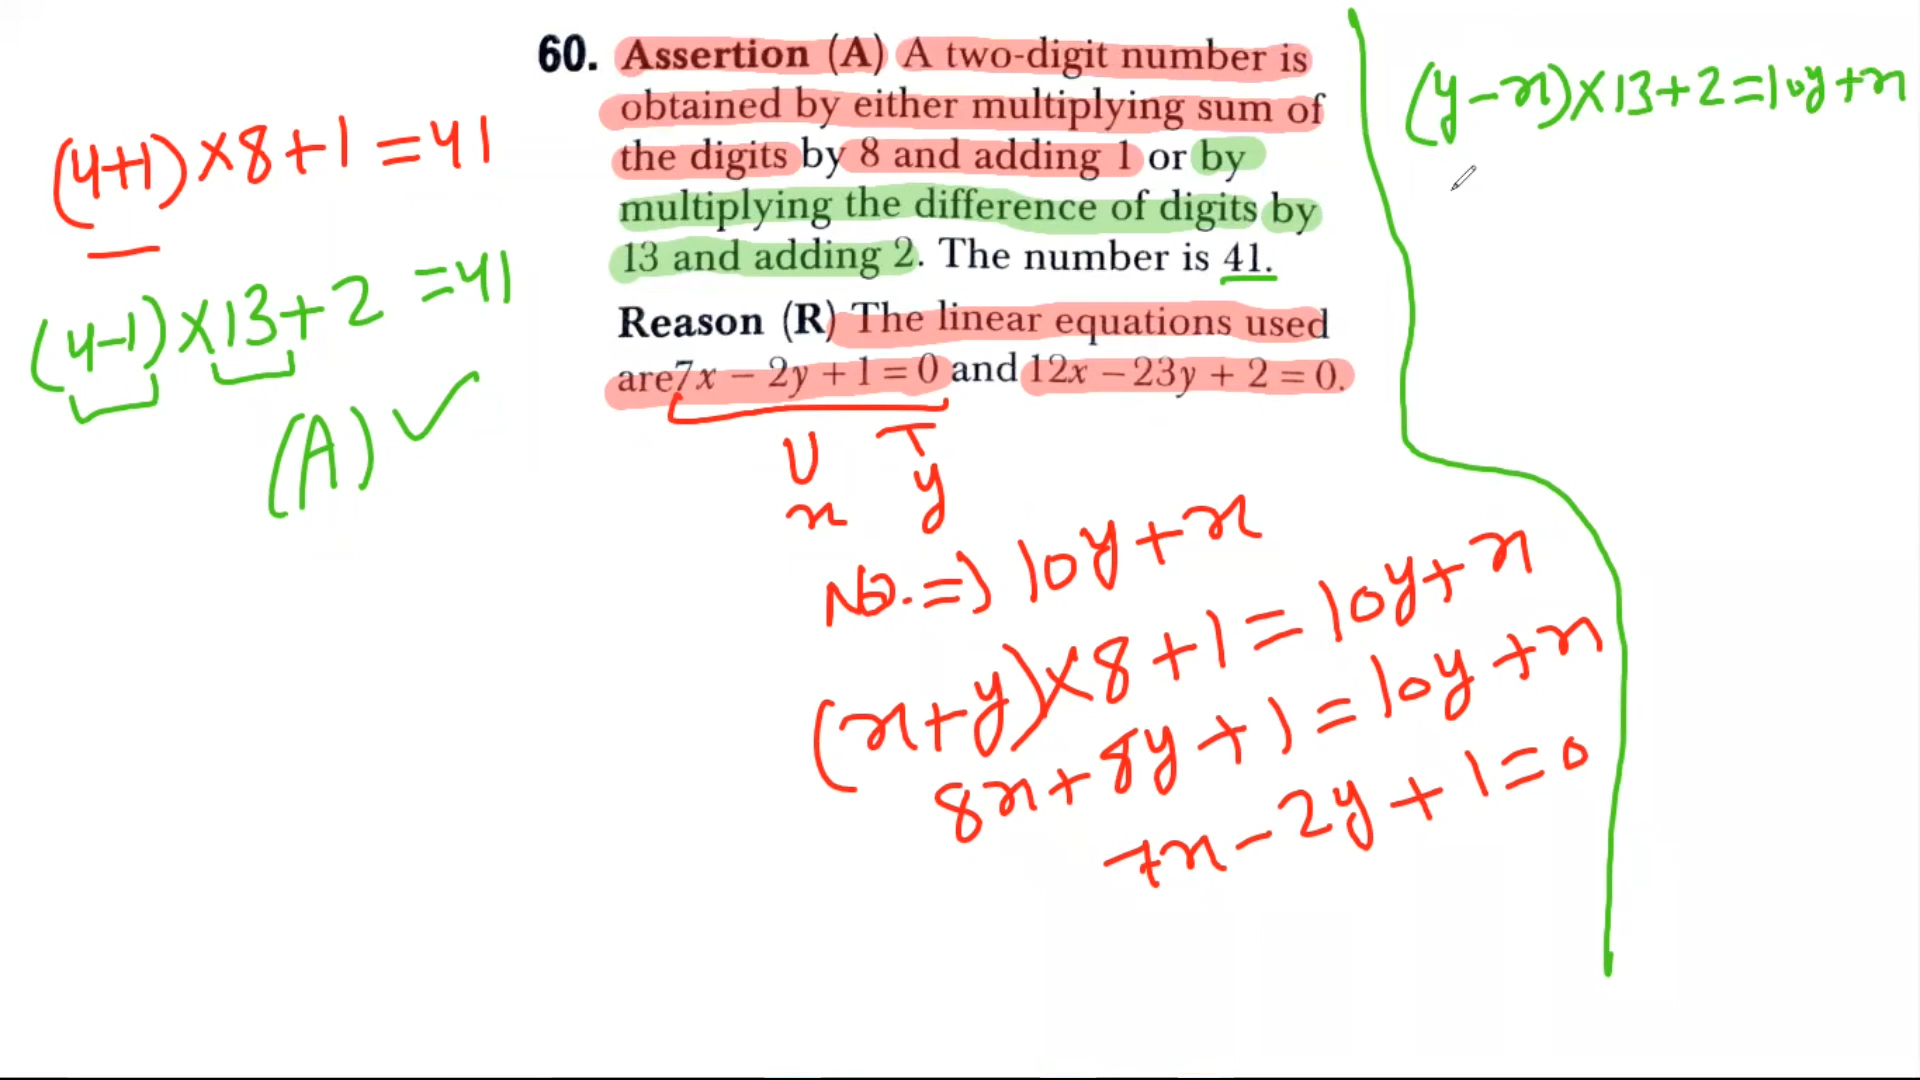 60. Assertion (A) A two-digit number is
obtained by either multiplying sum of
the digits by 8 and adding 1 or by
multiplying the difference of digits by
13 and adding 2. The number is 41.
Reason (R) The linear equations used
are7x − 2y + 1 = 0 and 12x − 23y + 2 = 0.
(4+1)×8+1=41
(4-1)×13+2=41
(A) ✓
U T
x y
No. ⇒ 10y+x
(x+y)×8+1=10y+x
8x+8y+1=10y+x
7x-2y+1=0
(y-x)×13+2=10y+x